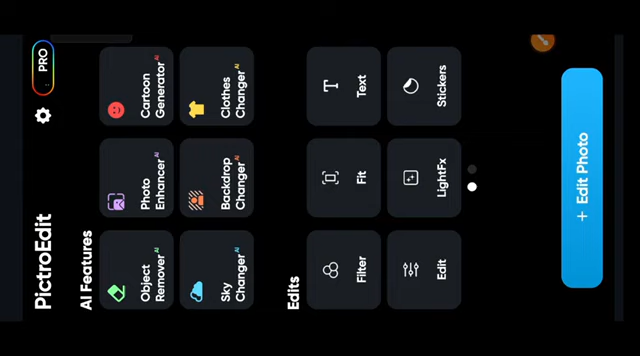 PictroEdit
PRO
AI Features
Object
Remover AI
Photo
Enhancer AI
Cartoon
Generator AI
Sky
Changer AI
Backdrop
Changer AI
Clothes
Changer AI
Edits
Filter
Fit
Text
Edit
LightFx
Stickers
+ Edit Photo